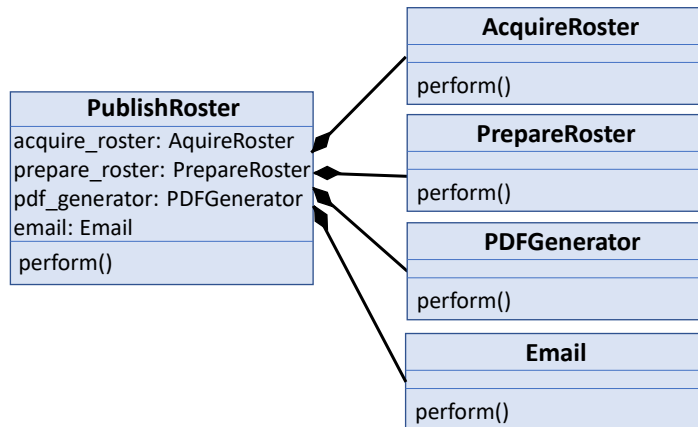 PublishRoster
acquire_roster: AquireRoster
prepare_roster: PrepareRoster
pdf_generator: PDFGenerator
email: Email
perform()
AcquireRoster
perform()
PrepareRoster
perform()
PDFGenerator
perform()
Email
perform()